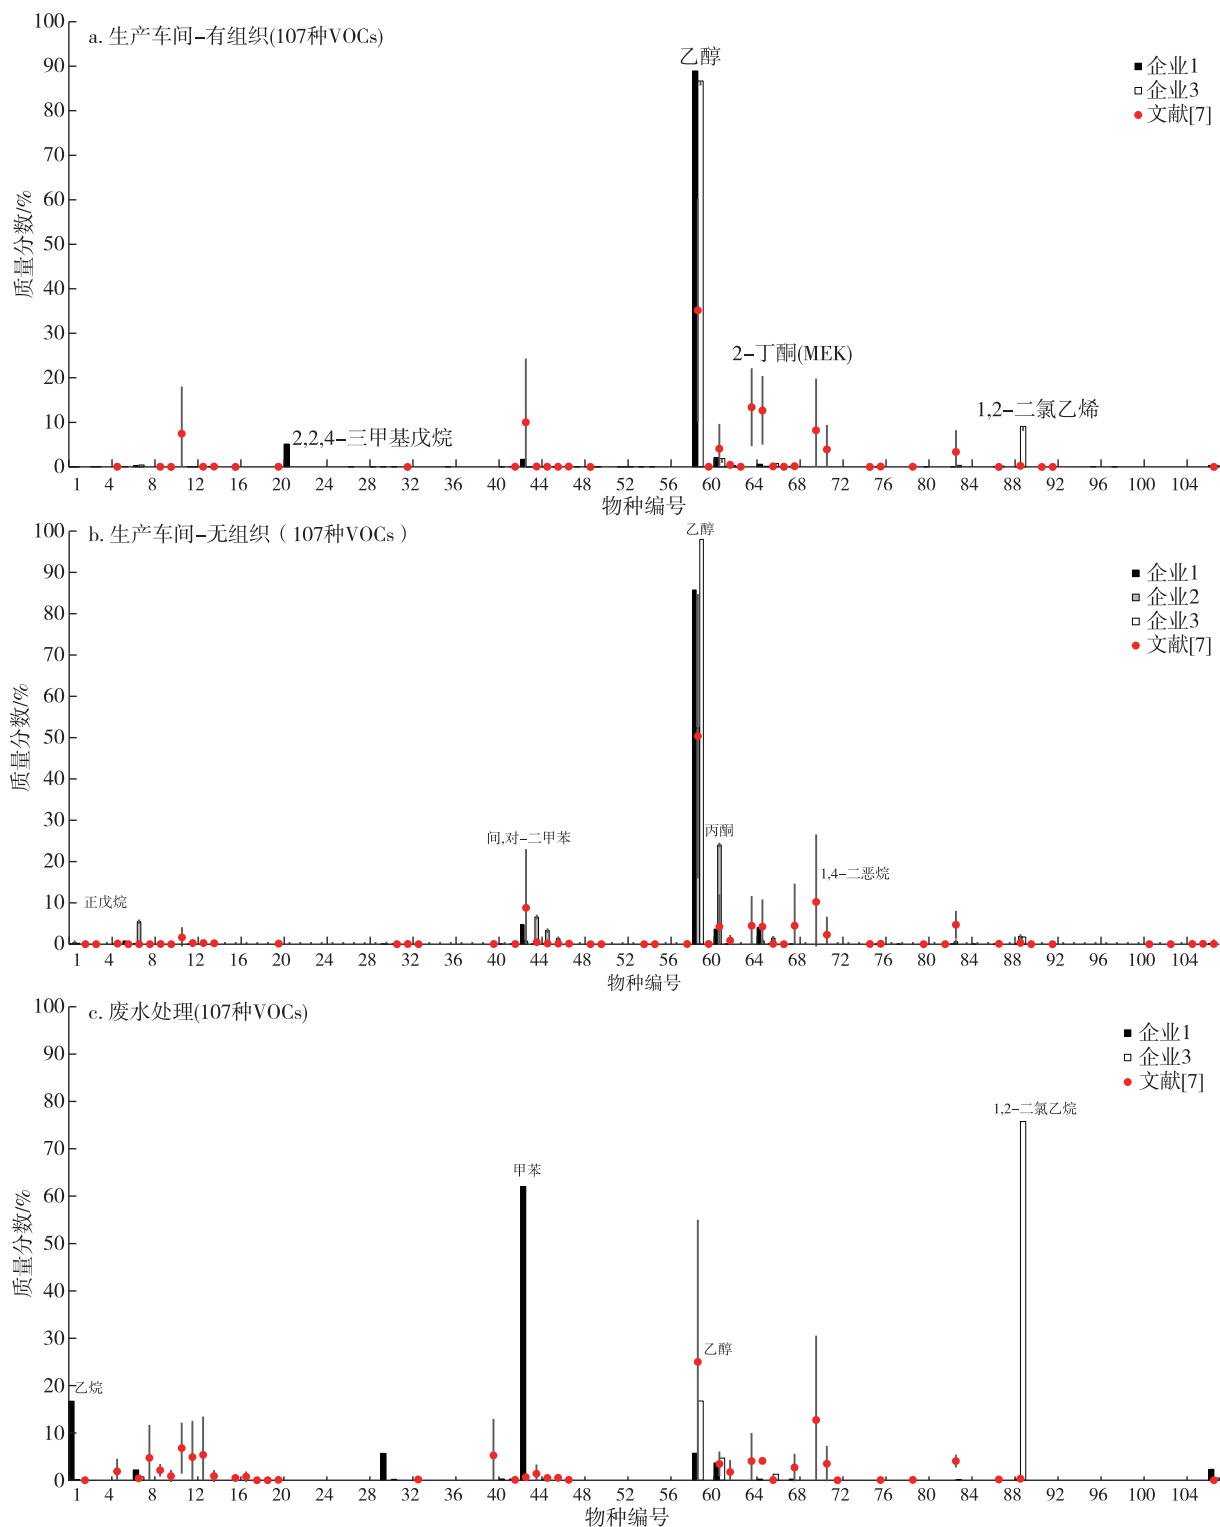 a. 生产车间-有组织(107种VOCs)
乙醇
企业1
企业3
文献[7]
2-丁酮(MEK)
1,2-二氯乙烯
2,2,4-三甲基戊烷
质量分数/%
100
90
80
70
60
50
40
30
20
10
0
1 4 8 12 16 20 24 28 32 36 40 44 48 52 56 60 64 68 72 76 80 84 88 92 96 100 104
物种编号
b. 生产车间-无组织（107种VOCs）
乙醇
企业1
企业2
企业3
文献[7]
间,对-二甲苯
丙酮
1,4-二恶烷
正戊烷
质量分数/%
100
90
80
70
60
50
40
30
20
10
0
1 4 8 12 16 20 24 28 32 36 40 44 48 52 56 60 64 68 72 76 80 84 88 92 96 100 104
物种编号
c. 废水处理(107种VOCs)
企业1
企业3
文献[7]
1,2-二氯乙烷
甲苯
乙醇
乙烷
质量分数/%
100
90
80
70
60
50
40
30
20
10
0
1 4 8 12 16 20 24 28 32 36 40 44 48 52 56 60 64 68 72 76 80 84 88 92 96 100 104
物种编号